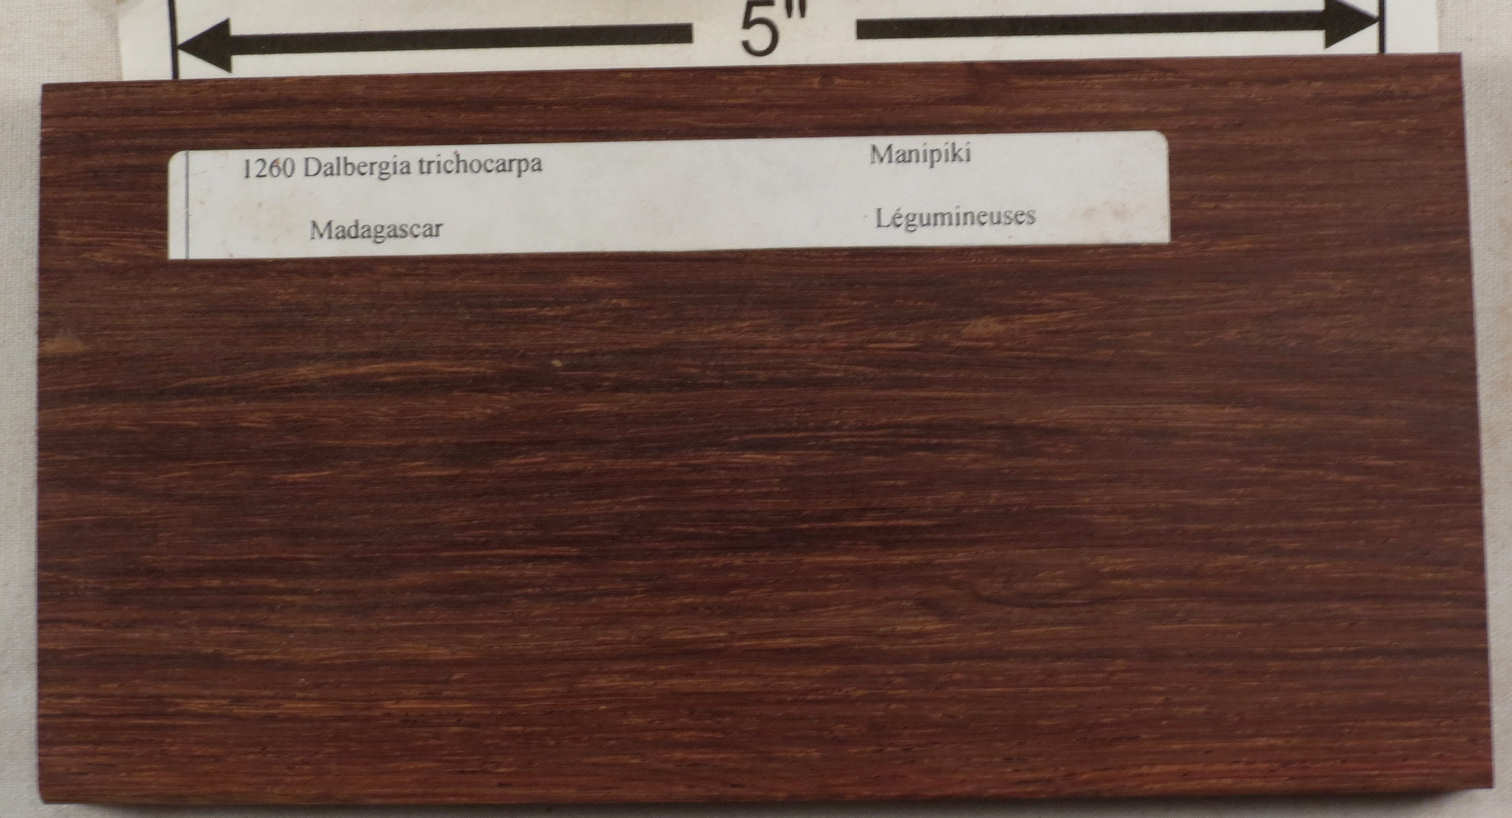 5"
1260 Dalbergia trichocarpa Manipiki
Madagascar Légumineuses